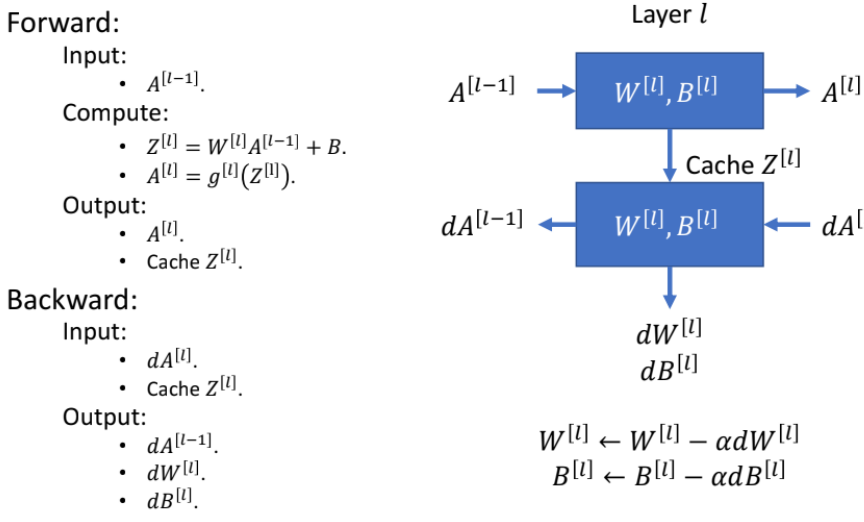 Forward:
Input:
• A^{[l-1]}.
Compute:
• Z^{[l]} = W^{[l]}A^{[l-1]} + B.
• A^{[l]} = g^{[l]}(Z^{[l]}).
Output:
• A^{[l]}.
• Cache Z^{[l]}.
Backward:
Input:
• dA^{[l]}.
• Cache Z^{[l]}.
Output:
• dA^{[l-1]}.
• dW^{[l]}.
• dB^{[l]}.
Layer l
A^{[l-1]} W^{[l]}, B^{[l]} A^{[l]}
Cache Z^{[l]}
dA^{[l-1]} W^{[l]}, B^{[l]} dA^{[
dW^{[l]}
dB^{[l]}
W^{[l]} ← W^{[l]} − αdW^{[l]}
B^{[l]} ← B^{[l]} − αdB^{[l]}